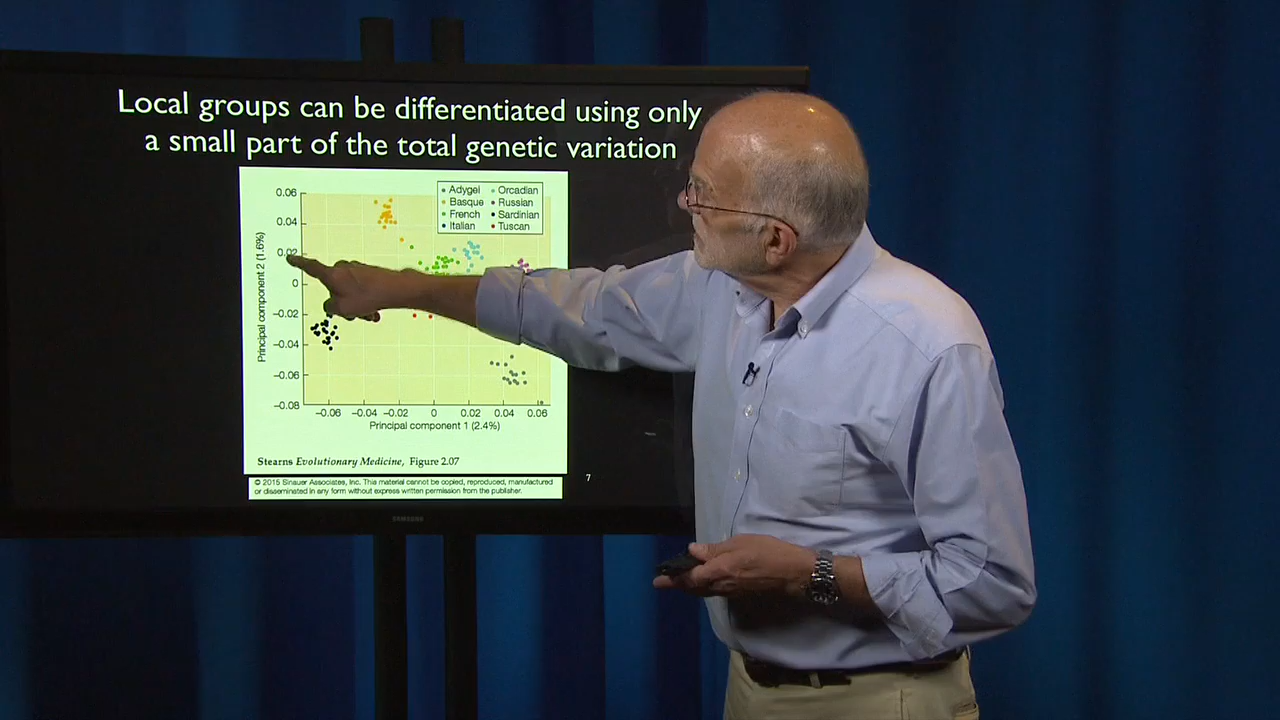 Local groups can be differentiated using only
a small part of the total genetic variation
0.06
0.04
0.02
0
–0.02
–0.04
–0.06
–0.08
Principal component 2 (1.6%)
Adygei Orcadian
Basque Russian
French Sardinian
Italian Tuscan
–0.06 –0.04 –0.02 0 0.02 0.04 0.06
Principal component 1 (2.4%)
Stearns Evolutionary Medicine, Figure 2.07
© 2015 Sinauer Associates, Inc. This material cannot be copied, reproduced, manufactured
or disseminated in any form without express written permission from the publisher.
7
SAMSUNG